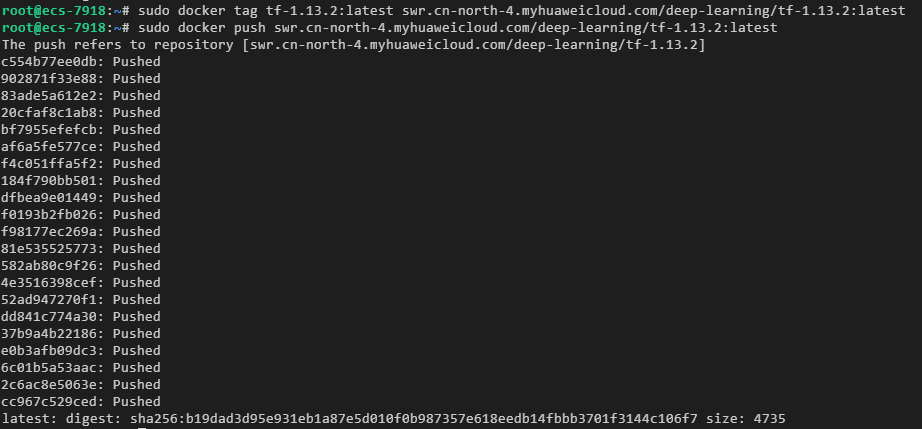 root@ecs-7918:~# sudo docker tag tf-1.13.2:latest swr.cn-north-4.myhuaweicloud.com/deep-learning/tf-1.13.2:latest
root@ecs-7918:~# sudo docker push swr.cn-north-4.myhuaweicloud.com/deep-learning/tf-1.13.2:latest
The push refers to repository [swr.cn-north-4.myhuaweicloud.com/deep-learning/tf-1.13.2]
c554b77ee0db: Pushed
902871f33e88: Pushed
83ade5a612e2: Pushed
20cfaf8c1ab8: Pushed
bf7955efefcb: Pushed
af6a5fe577ce: Pushed
f4c051ffa5f2: Pushed
184f790bb501: Pushed
dfbea9e01449: Pushed
f0193b2fb026: Pushed
f98177ec269a: Pushed
81e535525773: Pushed
582ab80c9f26: Pushed
4e3516398cef: Pushed
52ad947270f1: Pushed
dd841c774a30: Pushed
37b9a4b22186: Pushed
e0b3afb09dc3: Pushed
6c01b5a53aac: Pushed
2c6ac8e5063e: Pushed
cc967c529ced: Pushed
latest: digest: sha256:b19dad3d95e931eb1a87e5d010f0b987357e618eedb14fbbb3701f3144c106f7 size: 4735